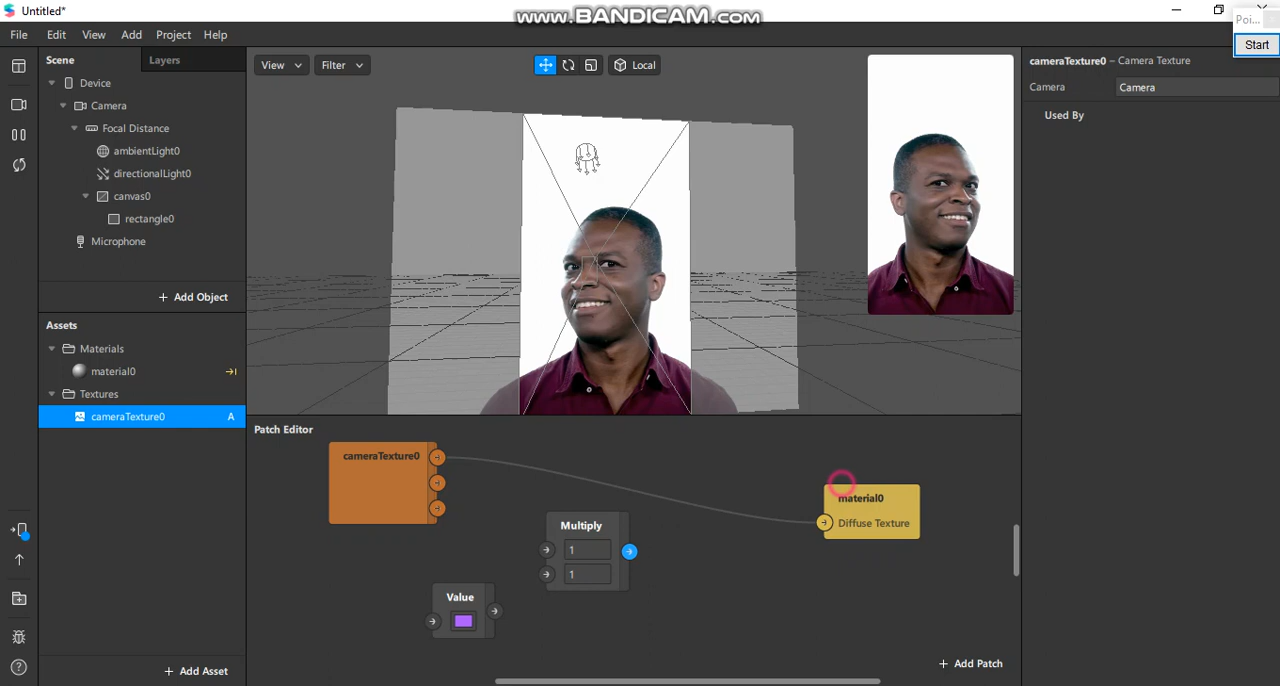 Untitled*
www.BANDICAM.com
Poi...
File Edit View Add Project Help
Start
Scene Layers
View Filter Local
Device
Camera
Focal Distance
ambientLight0
directionalLight0
canvas0
rectangle0
Microphone
+ Add Object
Assets
Materials
material0
Textures
cameraTexture0 A
+ Add Asset
Patch Editor
cameraTexture0
Multiply
1
1
Value
material0
Diffuse Texture
+ Add Patch
cameraTexture0 – Camera Texture
Camera Camera
Used By